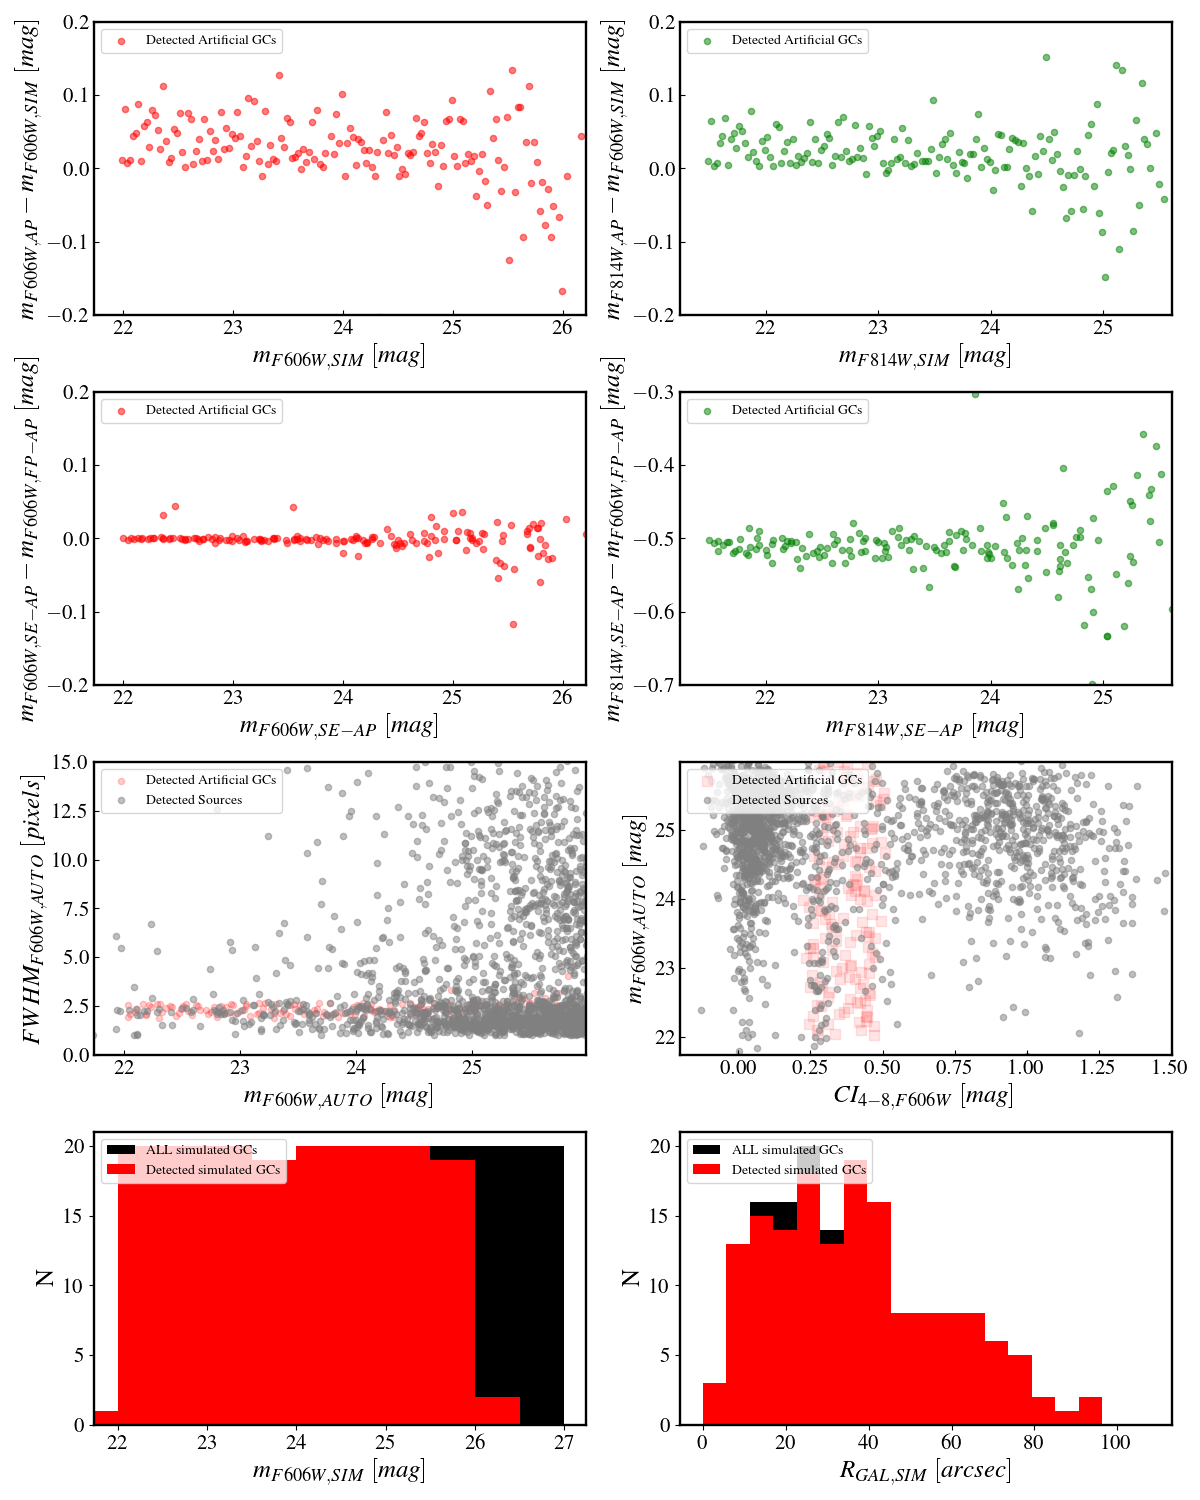 Detected Artificial GCs
0.2
0.1
0.0
−0.1
−0.2
22 23 24 25 26
m_{F606W,AP} − m_{F606W,SIM} [mag]
m_{F606W,SIM} [mag]
Detected Artificial GCs
0.2
0.1
0.0
−0.1
−0.2
22 23 24 25
m_{F814W,AP} − m_{F606W,SIM} [mag]
m_{F814W,SIM} [mag]
Detected Artificial GCs
0.2
0.1
0.0
−0.1
−0.2
22 23 24 25 26
m_{F606W,SE−AP} − m_{F606W,FP−AP} [mag]
m_{F606W,SE−AP} [mag]
Detected Artificial GCs
−0.3
−0.4
−0.5
−0.6
−0.7
22 23 24 25
m_{F814W,SE−AP} − m_{F606W,FP−AP} [mag]
m_{F814W,SE−AP} [mag]
Detected Artificial GCs
Detected Sources
15.0
12.5
10.0
7.5
5.0
2.5
0.0
22 23 24 25
FWHM_{F606W,AUTO} [pixels]
m_{F606W,AUTO} [mag]
Detected Artificial GCs
Detected Sources
25
24
23
22
0.00 0.25 0.50 0.75 1.00 1.25 1.50
m_{F606W,AUTO} [mag]
CI_{4−8,F606W} [mag]
ALL simulated GCs
Detected simulated GCs
20
15
10
5
0
22 23 24 25 26 27
N
m_{F606W,SIM} [mag]
ALL simulated GCs
Detected simulated GCs
20
15
10
5
0
0 20 40 60 80 100
N
R_{GAL,SIM} [arcsec]